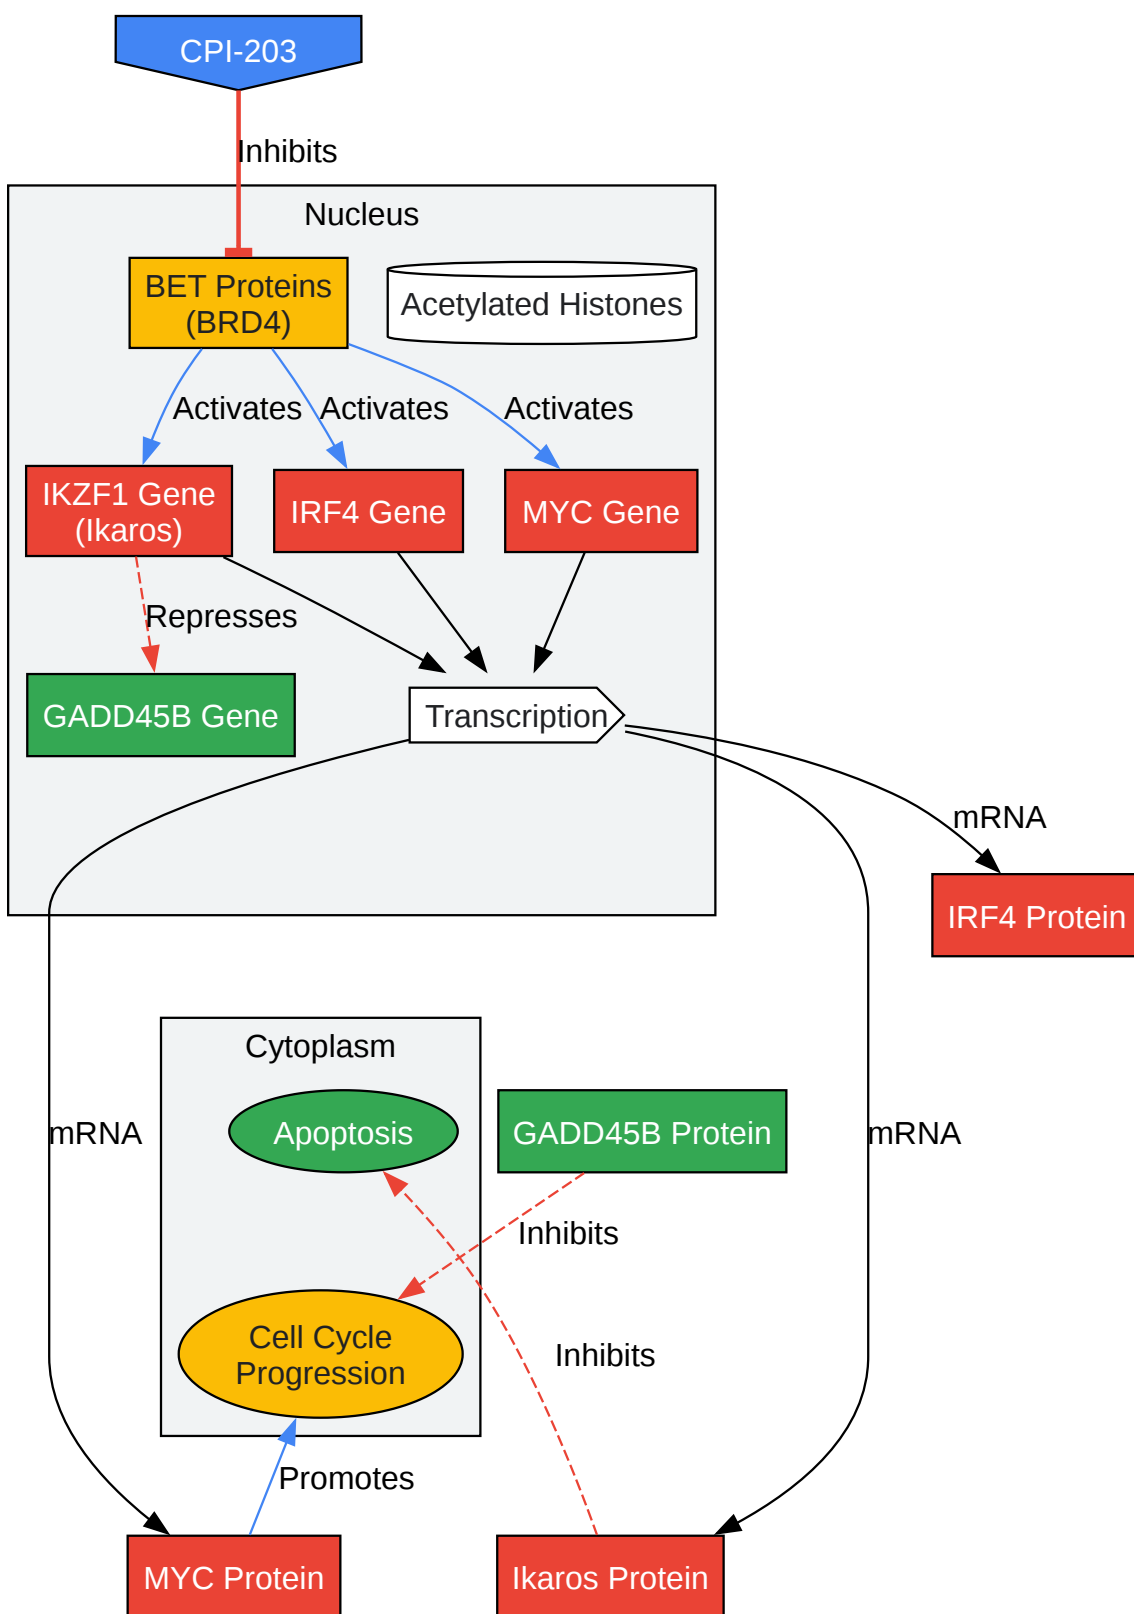 CPI-203
Inhibits
Nucleus
BET Proteins
(BRD4)
Acetylated Histones
Activates
Activates
Activates
IKZF1 Gene
(Ikaros)
IRF4 Gene
MYC Gene
Represses
GADD45B Gene
Transcription
mRNA
IRF4 Protein
Cytoplasm
Apoptosis
GADD45B Protein
mRNA
mRNA
Inhibits
Cell Cycle
Progression
Inhibits
Promotes
MYC Protein
Ikaros Protein